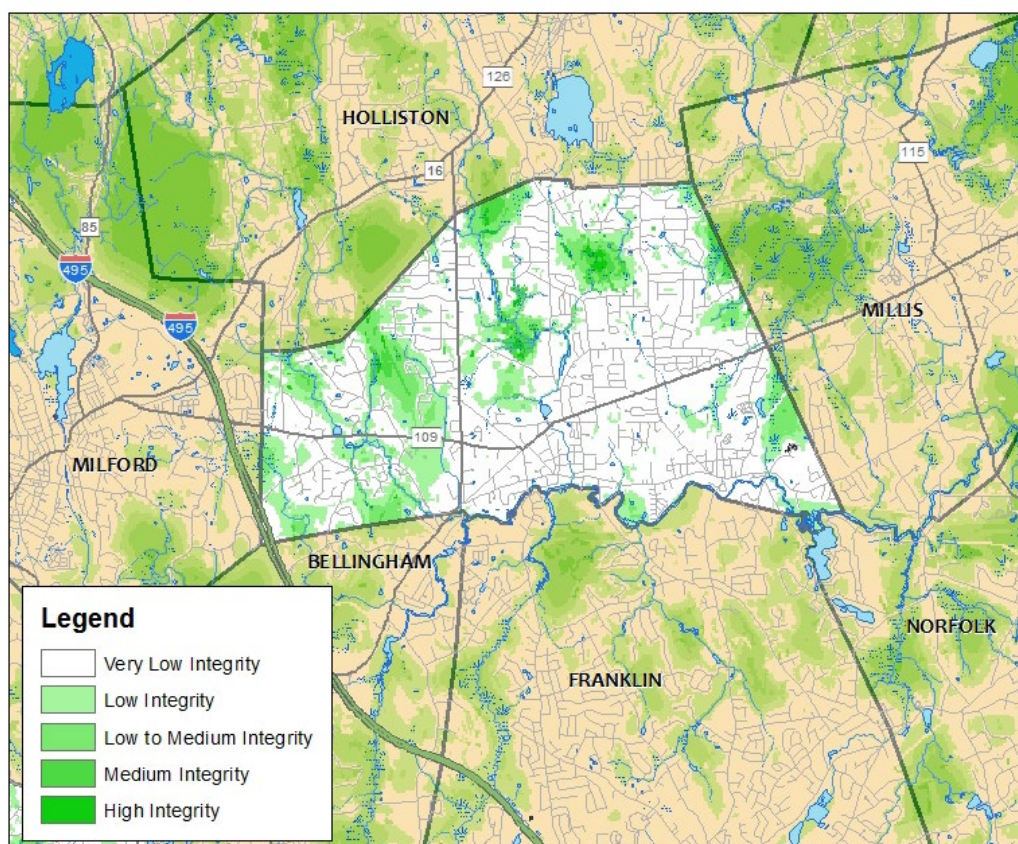 126
HOLLISTON
115
16
85
495
495
MILLIS
109
MILFORD
BELLINGHAM
NORFOLK
FRANKLIN
Legend
Very Low Integrity
Low Integrity
Low to Medium Integrity
Medium Integrity
High Integrity